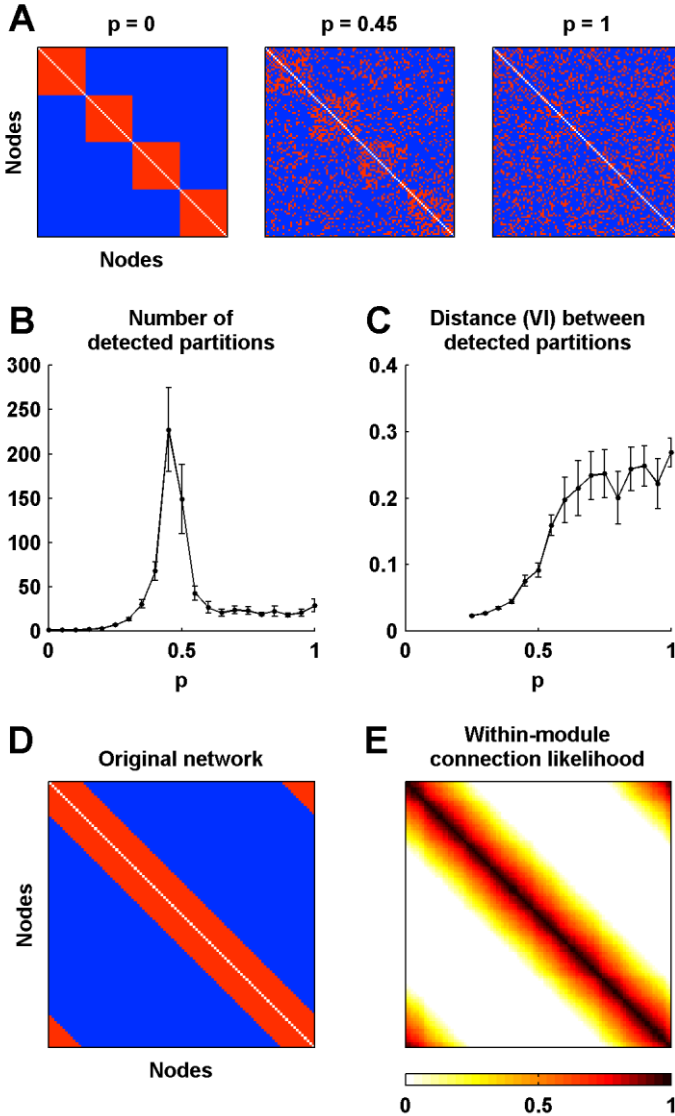 A
p = 0
p = 0.45
p = 1
Nodes
Nodes
B
Number of
detected partitions
300
250
200
150
100
50
0
0
0.5
1
p
C
Distance (VI) between
detected partitions
0.4
0.3
0.2
0.1
0
0
0.5
1
p
D
Original network
Nodes
Nodes
E
Within-module
connection likelihood
0
0.5
1